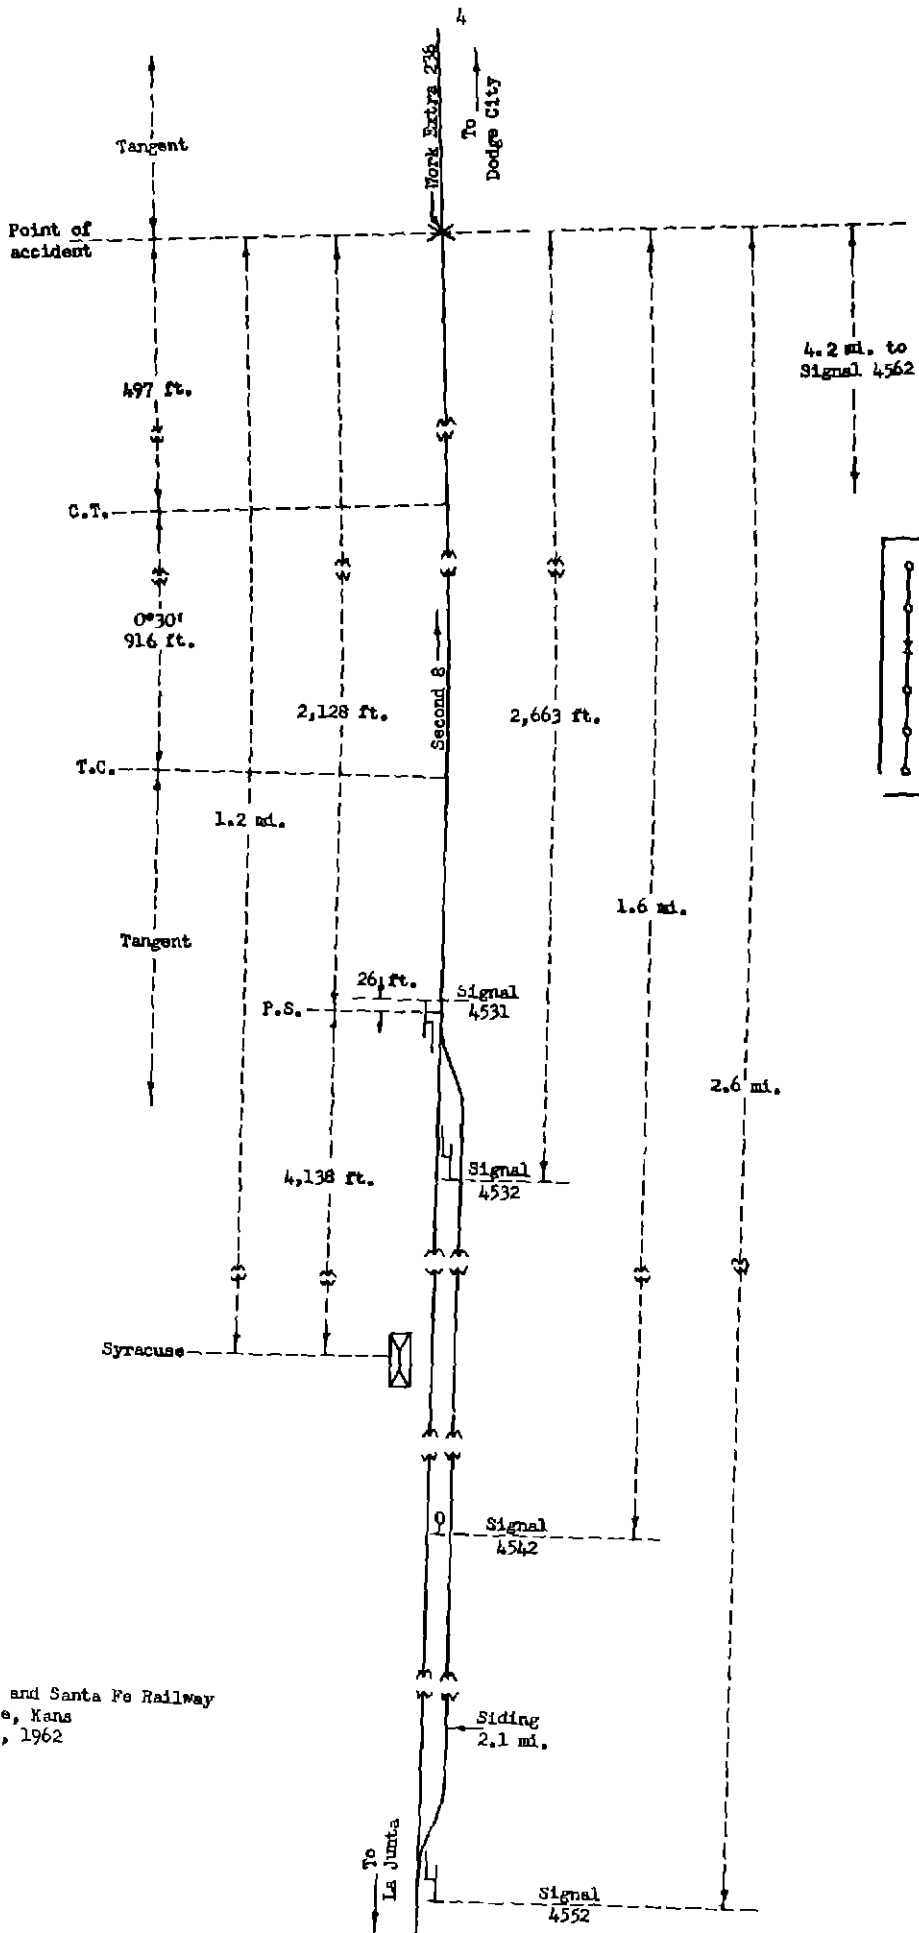 4
Work Extra 236
To
Dodge City
Tangent
Point of
accident
4.2 mi. to
Signal 4562
497 ft.
C.T.
0°30'
916 ft.
Second 8
2,128 ft.
2,663 ft.
T.C.
1.2 mi.
1.6 mi.
Tangent
26 ft.
Signal
4531
P.S.
2.6 mi.
4,138 ft.
Signal
4532
Syracuse
Signal
4542
and Santa Fe Railway
e, Kans
, 1962
Siding
2.1 mi.
To
La Junta
Signal
4552